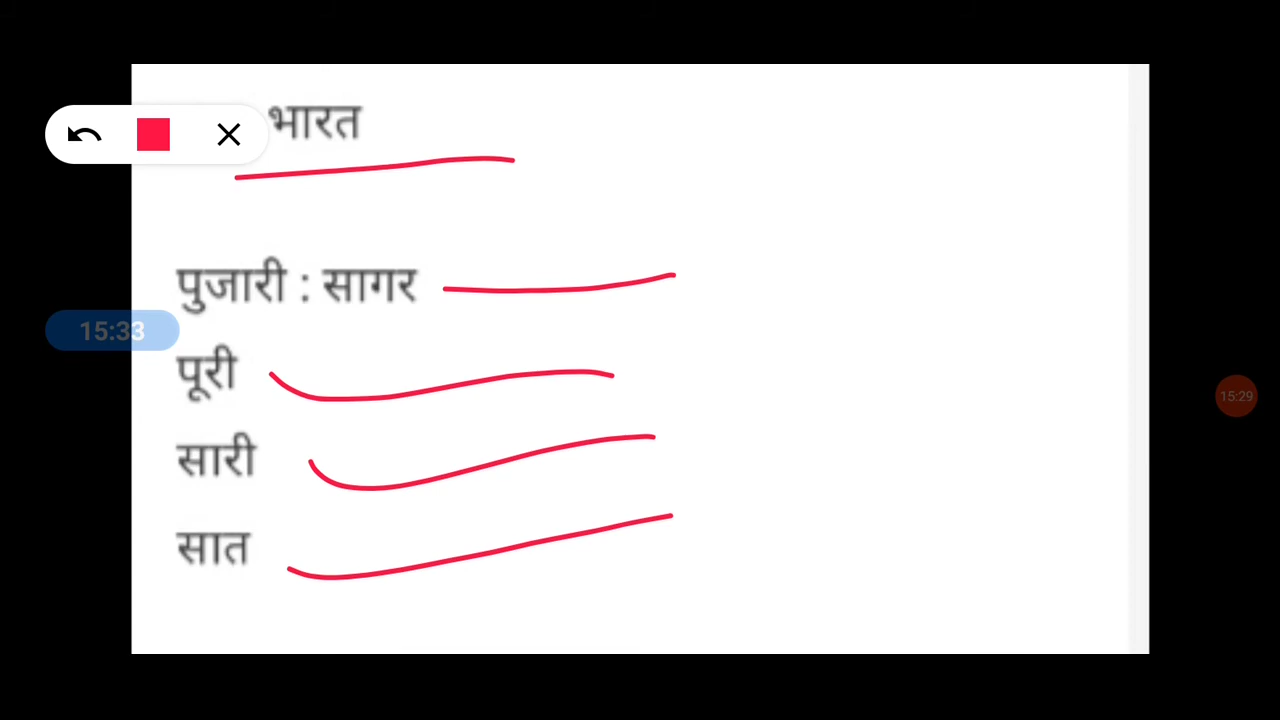 भारत
पुजारी : सागर
15:33
पूरी
15:29
सारी
सात